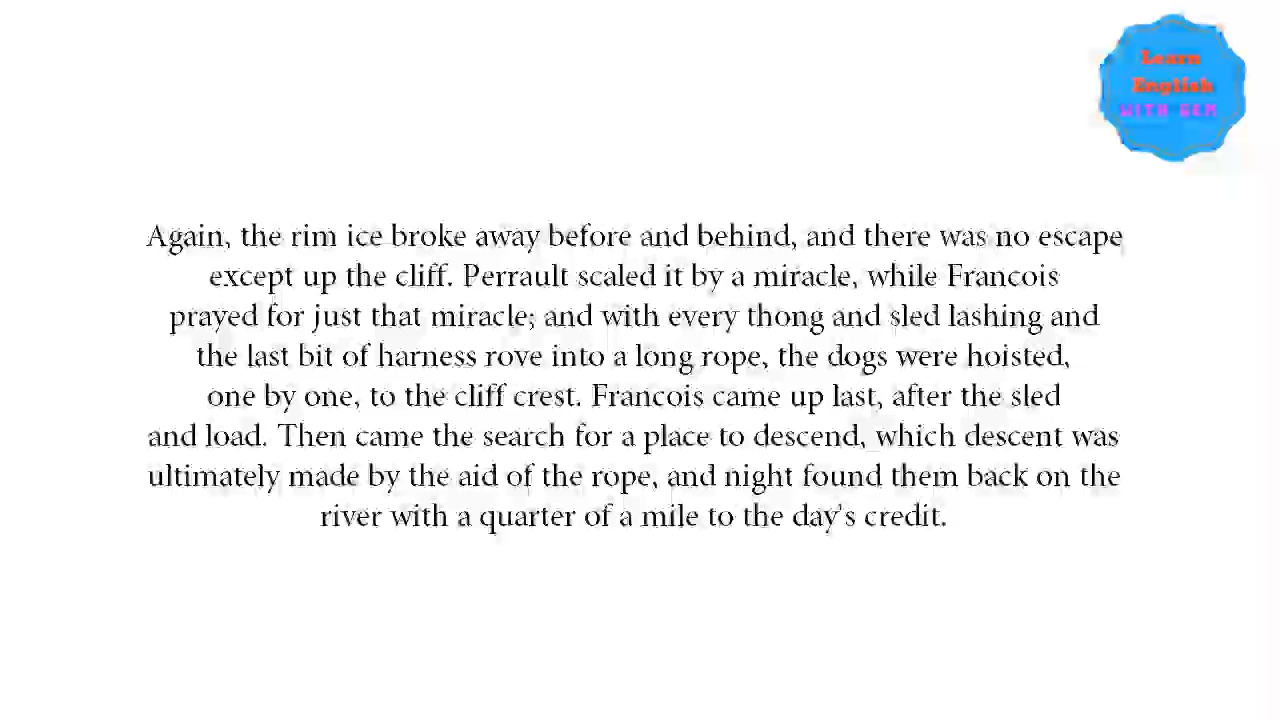 Learn
English
WITH GEM
Again, the rim ice broke away before and behind, and there was no escape
except up the cliff. Perrault scaled it by a miracle, while Francois
prayed for just that miracle; and with every thong and sled lashing and
the last bit of harness rove into a long rope, the dogs were hoisted,
one by one, to the cliff crest. Francois came up last, after the sled
and load. Then came the search for a place to descend, which descent was
ultimately made by the aid of the rope, and night found them back on the
river with a quarter of a mile to the day's credit.